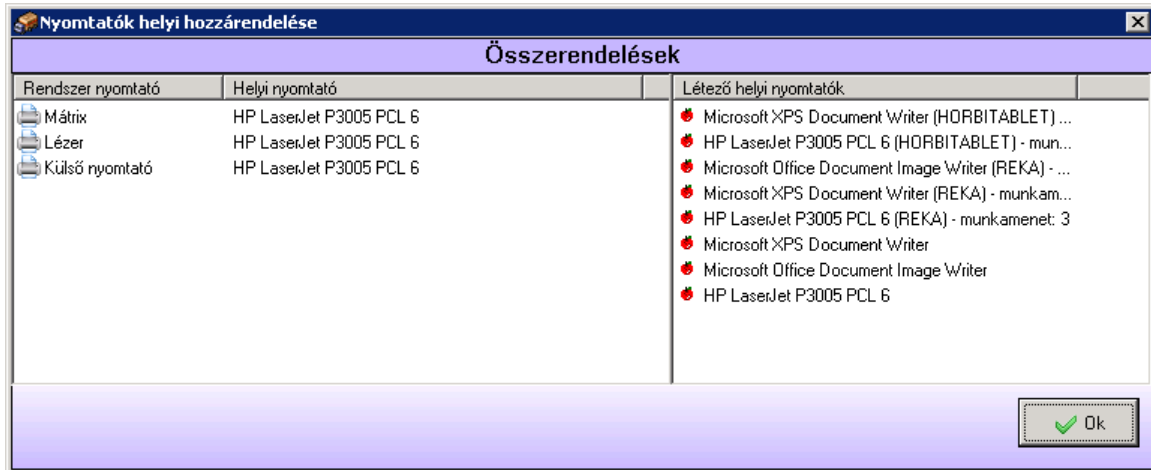 Nyomtatók helyi hozzárendelése
Összerendelések
Rendszer nyomtató Helyi nyomtató
Mátrix HP LaserJet P3005 PCL 6
Lézer HP LaserJet P3005 PCL 6
Külső nyomtató HP LaserJet P3005 PCL 6
Létező helyi nyomtatók
Microsoft XPS Document Writer (HORBITABLET) ...
HP LaserJet P3005 PCL 6 (HORBITABLET) - mun...
Microsoft Office Document Image Writer (REKA) - ...
Microsoft XPS Document Writer (REKA) - munkam...
HP LaserJet P3005 PCL 6 (REKA) - munkamenet: 3
Microsoft XPS Document Writer
Microsoft Office Document Image Writer
HP LaserJet P3005 PCL 6
Ok